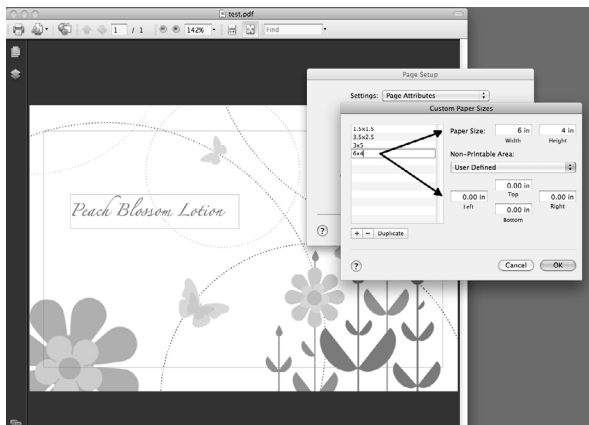 test.pdf
1 / 1
142%
Find
Page Setup
Settings: Page Attributes
Custom Paper Sizes
1.5x1.5
3.5x2.5
3x5
6x4
Paper Size: 6 in 4 in
Width Height
Non-Printable Area:
User Defined
0.00 in
Top
0.00 in 0.00 in
Left Right
0.00 in
Bottom
+ − Duplicate
?
? Cancel OK
Peach Blossom Lotion